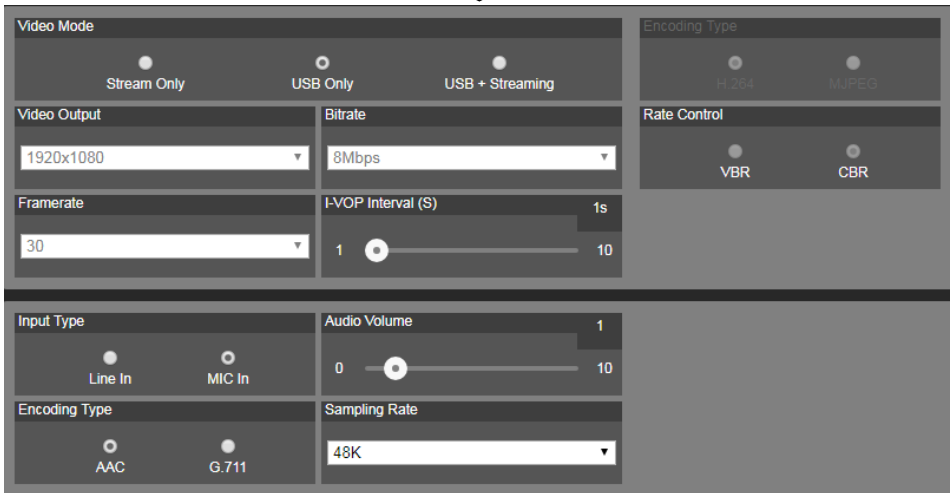 Video Mode
Stream Only
USB Only
USB + Streaming
Encoding Type
H.264
MJPEG
Video Output
1920x1080
Bitrate
8Mbps
Rate Control
VBR
CBR
Framerate
30
I-VOP Interval (S)
1s
1
10
Input Type
Line In
MIC In
Audio Volume
1
0
10
Encoding Type
AAC
G.711
Sampling Rate
48K